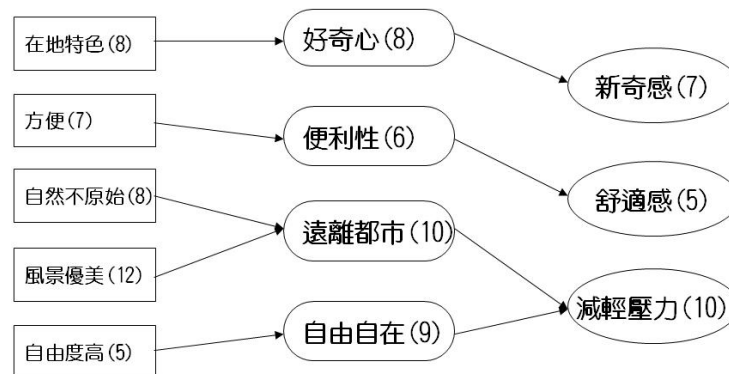 在地特色(8)
好奇心(8)
新奇感(7)
方便(7)
便利性(6)
舒適感(5)
自然不原始(8)
遠離都市(10)
風景優美(12)
減輕壓力(10)
自由度高(5)
自由自在(9)